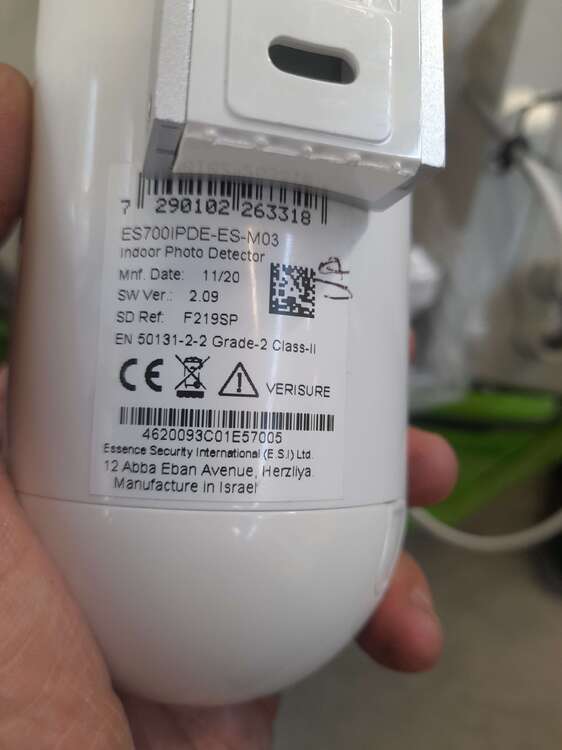 7 290102 263318
ES700IPDE-ES-M03
Indoor Photo Detector
Mnf. Date: 11/20
SW Ver.: 2.09
SD Ref: F219SP
EN 50131-2-2 Grade-2 Class-II
CE
VERISURE
4620093C01E57005
Essence Security International (E.S.I) Ltd.
12 Abba Eban Avenue, Herzliya.
Manufacture in Israel